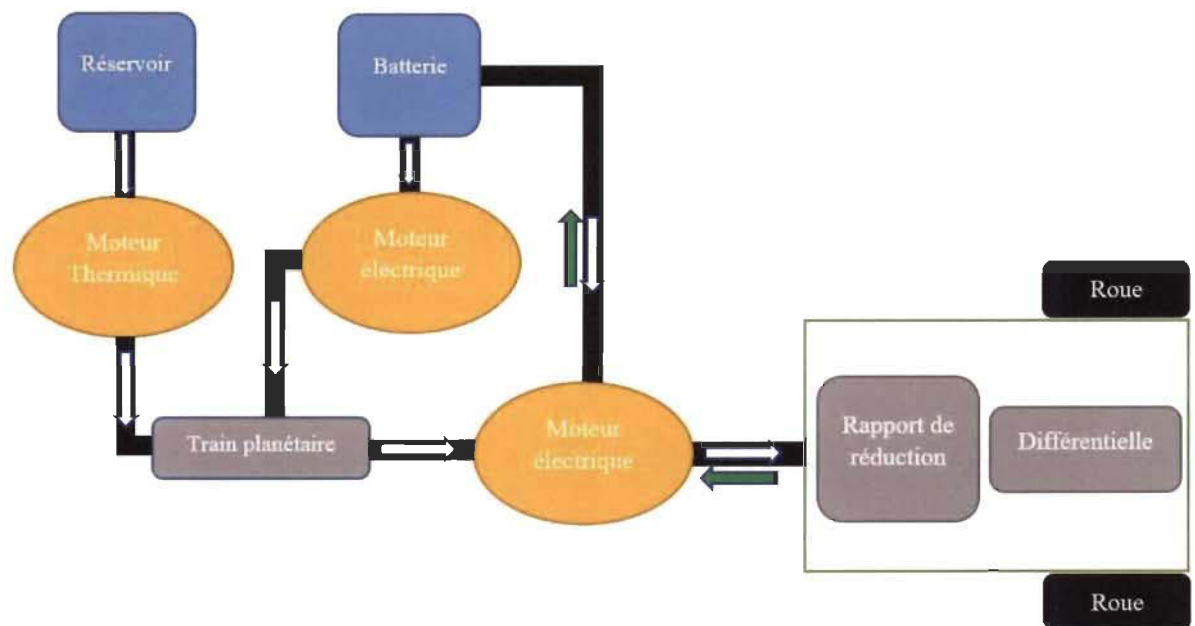 Réservoir
Batterie
Moteur
Thermique
Moteur
électrique
Roue
Train planétaire
Moteur
électrique
Rapport de
réduction
Différentielle
Roue